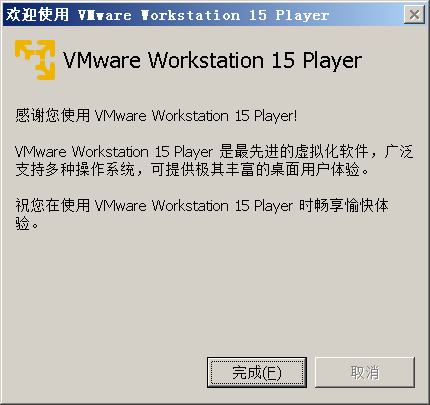 欢迎使用 VMware Workstation 15 Player
VMware Workstation 15 Player
感谢您使用 VMware Workstation 15 Player!
VMware Workstation 15 Player 是最先进的虚拟化软件，广泛
支持多种操作系统，可提供极其丰富的桌面用户体验。
祝您在使用 VMware Workstation 15 Player 时畅享愉快体
验。
完成(F)
取消